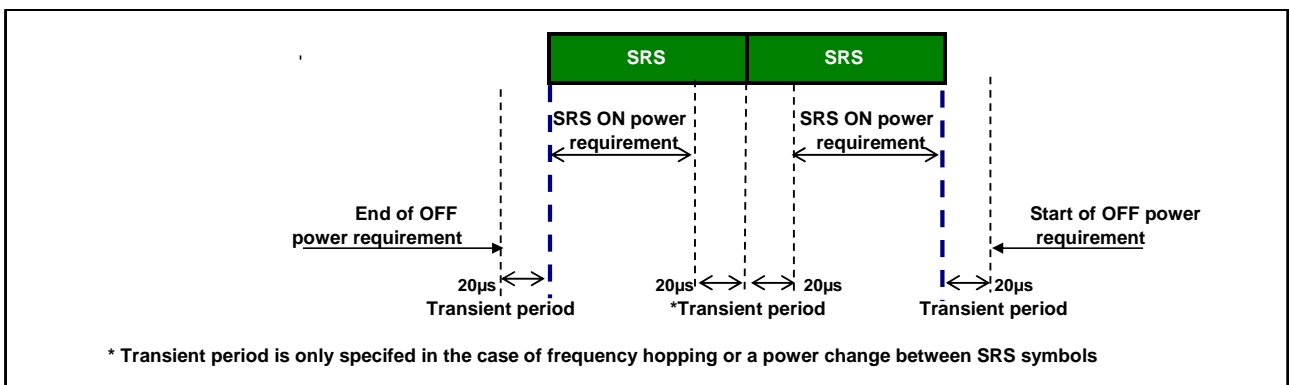 SRS SRS
SRS ON power
requirement
SRS ON power
requirement
End of OFF
power requirement
Start of OFF power
requirement
20µs 20µs 20µs 20µs
Transient period *Transient period Transient period
* Transient period is only specifed in the case of frequency hopping or a power change between SRS symbols